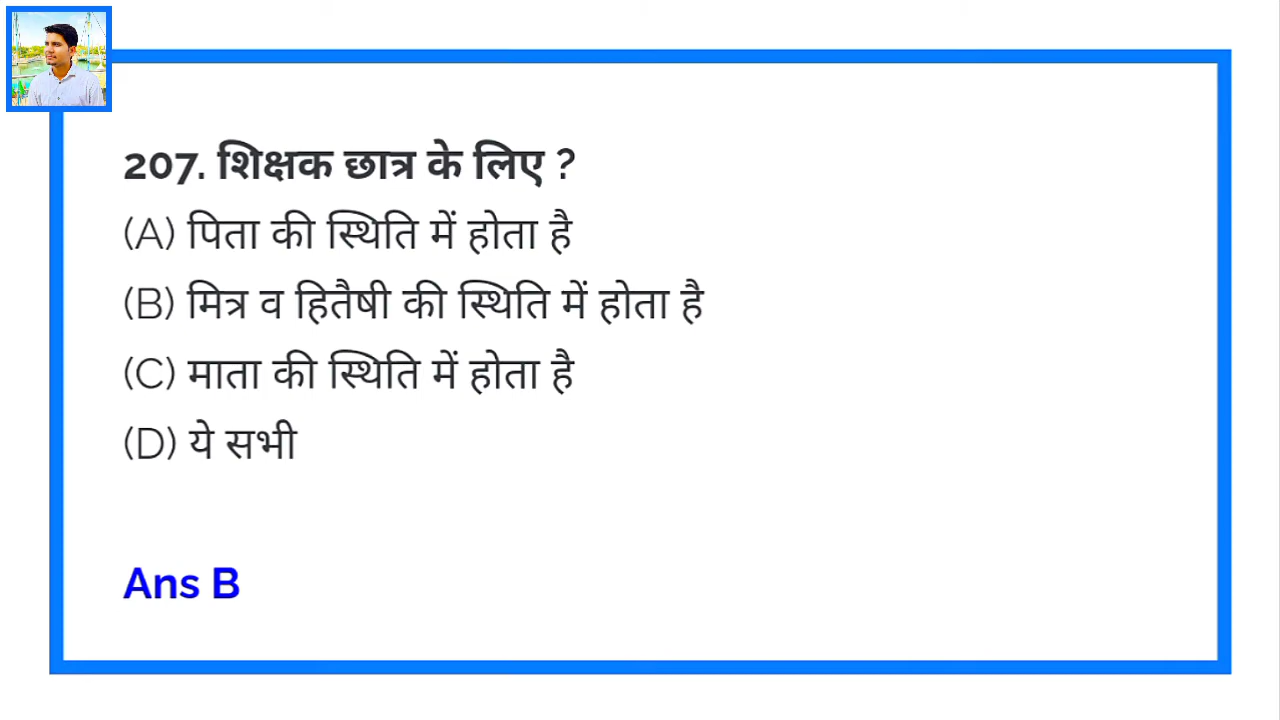 207. शिक्षक छात्र के लिए ?
(A) पिता की स्थिति में होता है
(B) मित्र व हितैषी की स्थिति में होता है
(C) माता की स्थिति में होता है
(D) ये सभी
Ans B